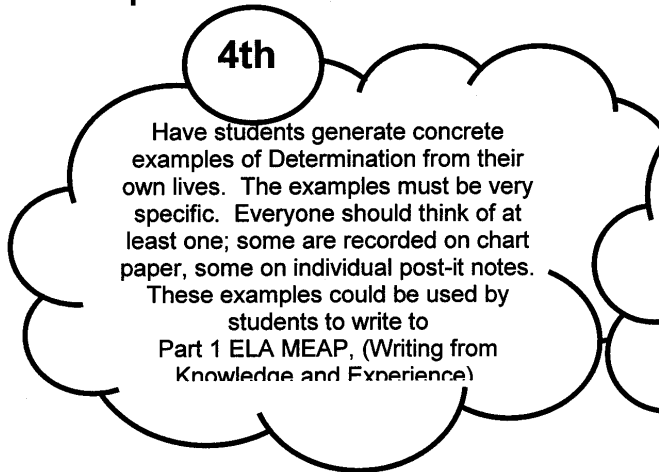 4th
Have students generate concrete
examples of Determination from their
own lives. The examples must be very
specific. Everyone should think of at
least one; some are recorded on chart
paper, some on individual post-it notes.
These examples could be used by
students to write to
Part 1 ELA MEAP, (Writing from
Knowledge and Experience)